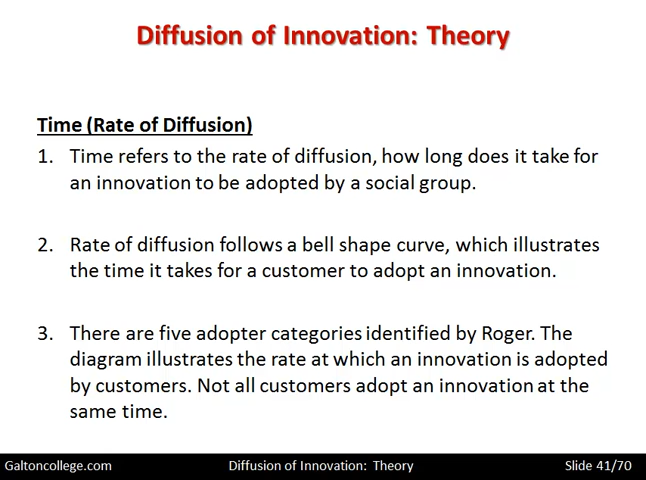 Diffusion of Innovation: Theory
Time (Rate of Diffusion)
1. Time refers to the rate of diffusion, how long does it take for
an innovation to be adopted by a social group.
2. Rate of diffusion follows a bell shape curve, which illustrates
the time it takes for a customer to adopt an innovation.
3. There are five adopter categories identified by Roger. The
diagram illustrates the rate at which an innovation is adopted
by customers. Not all customers adopt an innovation at the
same time.
Galtoncollege.com Diffusion of Innovation: Theory Slide 41/70